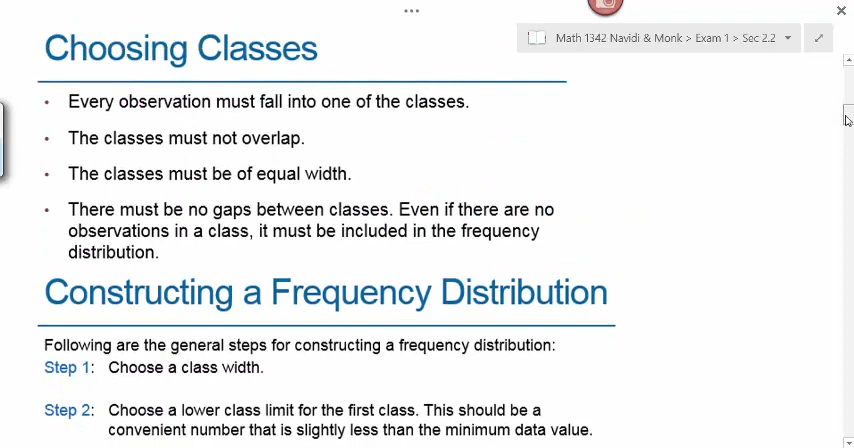 Choosing Classes
Math 1342 Navidi & Monk > Exam 1 > Sec 2.2
• Every observation must fall into one of the classes.
• The classes must not overlap.
• The classes must be of equal width.
• There must be no gaps between classes. Even if there are no
observations in a class, it must be included in the frequency
distribution.
Constructing a Frequency Distribution
Following are the general steps for constructing a frequency distribution:
Step 1: Choose a class width.
Step 2: Choose a lower class limit for the first class. This should be a
convenient number that is slightly less than the minimum data value.